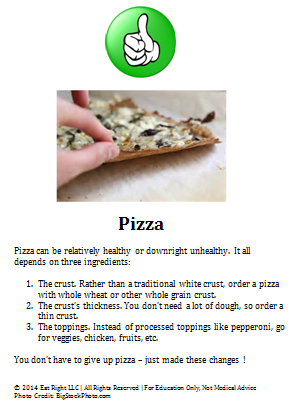 Pizza
Pizza can be relatively healthy or downright unhealthy. It all
depends on three ingredients:
1. The crust. Rather than a traditional white crust, order a pizza
with whole wheat or other whole grain crust.
2. The crust's thickness. You don't need a lot of dough, so order a
thin crust.
3. The toppings. Instead of processed toppings like pepperoni, go
for veggies, chicken, fruits, etc.
You don't have to give up pizza – just made these changes !
© 2014 Eat Right LLC | All Rights Reserved | For Education Only, Not Medical Advice
Photo Credit: BigStockPhoto.com